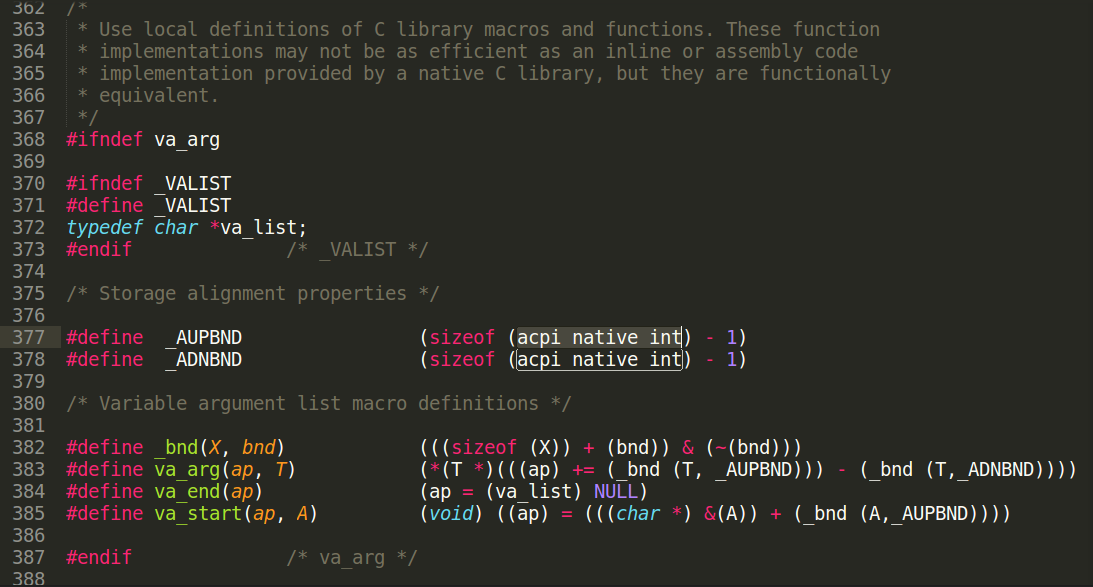 362 /*
363  * Use local definitions of C library macros and functions. These function
364  * implementations may not be as efficient as an inline or assembly code
365  * implementation provided by a native C library, but they are functionally
366  * equivalent.
367  */
368 #ifndef va_arg
369
370 #ifndef _VALIST
371 #define _VALIST
372 typedef char *va_list;
373 #endif              /* _VALIST */
374
375 /* Storage alignment properties */
376
377 #define  _AUPBND                (sizeof (acpi_native_int) - 1)
378 #define  _ADNBND                (sizeof (acpi_native_int) - 1)
379
380 /* Variable argument list macro definitions */
381
382 #define _bnd(X, bnd)            (((sizeof (X)) + (bnd)) & (~(bnd)))
383 #define va_arg(ap, T)           (*(T *)(((ap) += (_bnd (T, _AUPBND))) - (_bnd (T,_ADNBND))))
384 #define va_end(ap)              (ap = (va_list) NULL)
385 #define va_start(ap, A)         (void) ((ap) = (((char *) &(A)) + (_bnd (A,_AUPBND))))
386
387 #endif              /* va_arg */
388